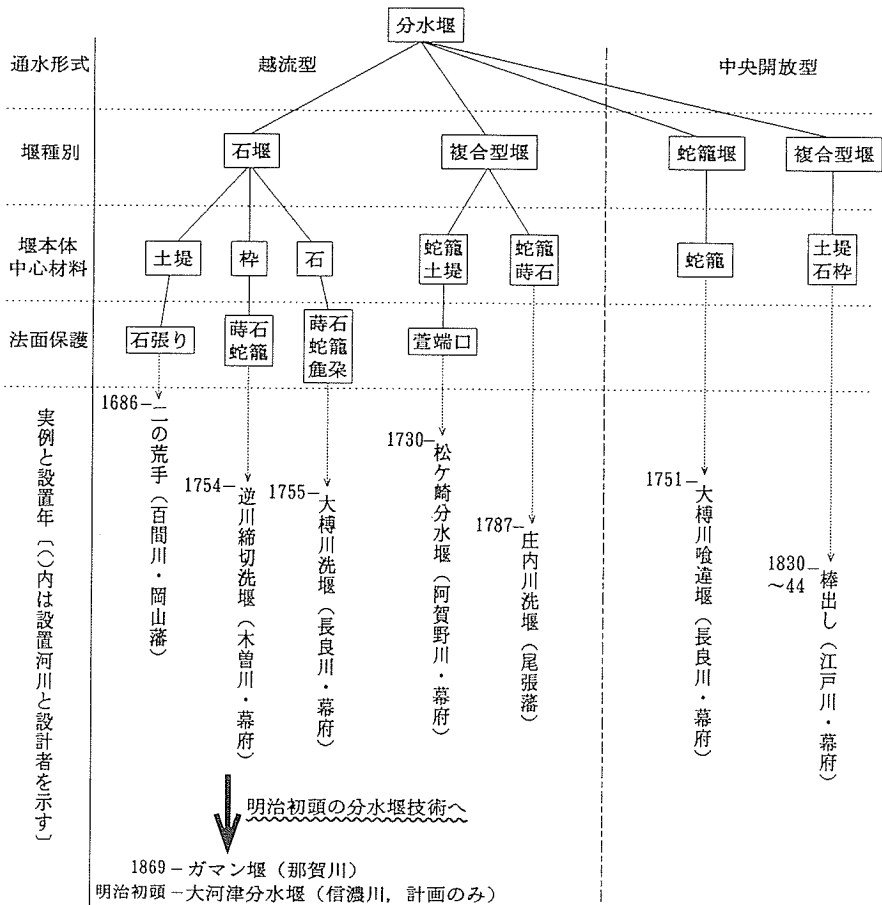 分水堰
通水形式
越流型
中央開放型
堰種別
石堰
複合型堰
蛇籠堰
複合型堰
堰本体
中心材料
土堤
枠
石
蛇籠
土堤
蛇籠
蒔石
蛇籠
土堤
石枠
法面保護
石張り
蒔石
蛇籠
蒔石
蛇籠
麁朶
萱端口
実例と設置年〔()内は設置河川と設計者を示す〕
1686－二の荒手（百間川・岡山藩）
1754－逆川締切洗堰（木曽川・幕府）
1755－大榑川洗堰（長良川・幕府）
1730－松ケ崎分水堰（阿賀野川・幕府）
1787－庄内川洗堰（尾張藩）
1751－大榑川喰違堰（長良川・幕府）
1830－棒出し（江戸川・幕府）
～44
明治初頭の分水堰技術へ
1869－ガマン堰（那賀川）
明治初頭－大河津分水堰（信濃川，計画のみ）